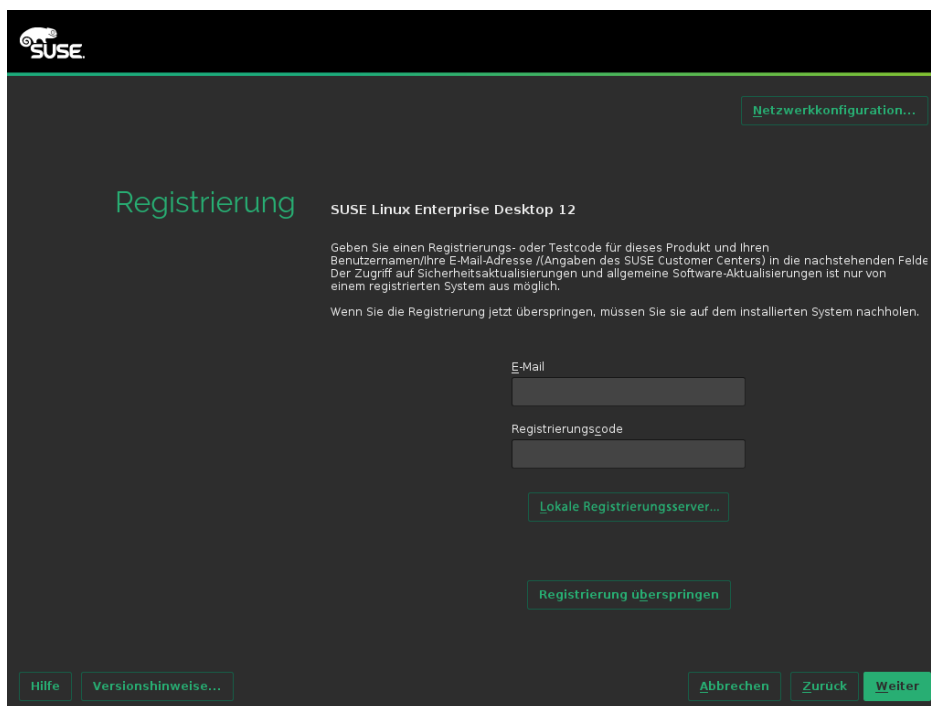 SUSE.
Netzwerkkonfiguration...
Registrierung
SUSE Linux Enterprise Desktop 12
Geben Sie einen Registrierungs- oder Testcode für dieses Produkt und Ihren
Benutzernamen/Ihre E-Mail-Adresse /(Angaben des SUSE Customer Centers) in die nachstehenden Felde
Der Zugriff auf Sicherheitsaktualisierungen und allgemeine Software-Aktualisierungen ist nur von
einem registrierten System aus möglich.
Wenn Sie die Registrierung jetzt überspringen, müssen Sie sie auf dem installierten System nachholen.
E-Mail
Registrierungscode
Lokale Registrierungsserver...
Registrierung überspringen
Hilfe
Versionshinweise...
Abbrechen
Zurück
Weiter